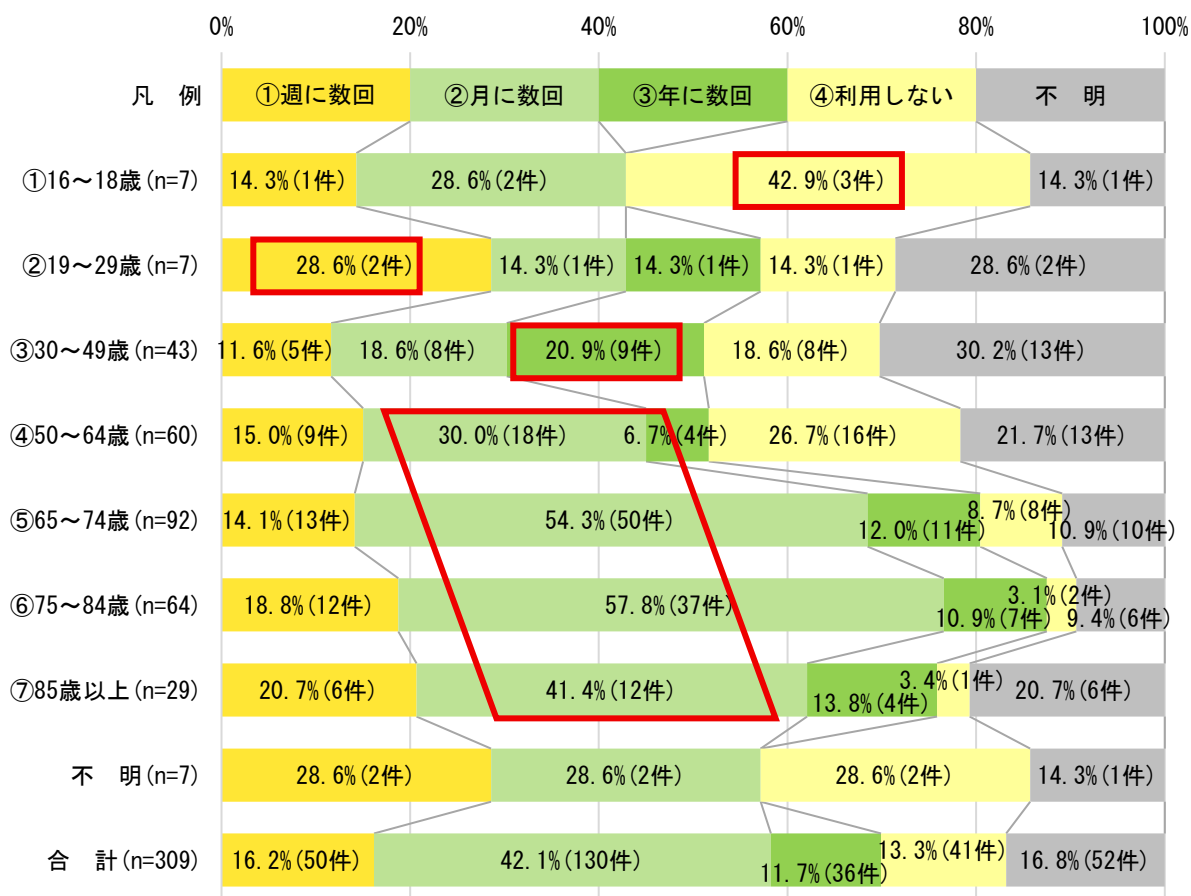 0% 20% 40% 60% 80% 100%
凡 例 ①週に数回 ②月に数回 ③年に数回 ④利用しない 不 明
①16～18歳(n=7) 14.3%(1件) 28.6%(2件) 42.9%(3件) 14.3%(1件)
②19～29歳(n=7) 28.6%(2件) 14.3%(1件) 14.3%(1件) 14.3%(1件) 28.6%(2件)
③30～49歳(n=43) 11.6%(5件) 18.6%(8件) 20.9%(9件) 18.6%(8件) 30.2%(13件)
④50～64歳(n=60) 15.0%(9件) 30.0%(18件) 6.7%(4件) 26.7%(16件) 21.7%(13件)
⑤65～74歳(n=92) 14.1%(13件) 54.3%(50件) 12.0%(11件) 8.7%(8件) 10.9%(10件)
⑥75～84歳(n=64) 18.8%(12件) 57.8%(37件) 10.9%(7件) 3.1%(2件) 9.4%(6件)
⑦85歳以上(n=29) 20.7%(6件) 41.4%(12件) 13.8%(4件) 3.4%(1件) 20.7%(6件)
不 明(n=7) 28.6%(2件) 28.6%(2件) 28.6%(2件) 14.3%(1件)
合 計(n=309) 16.2%(50件) 42.1%(130件) 11.7%(36件) 13.3%(41件) 16.8%(52件)